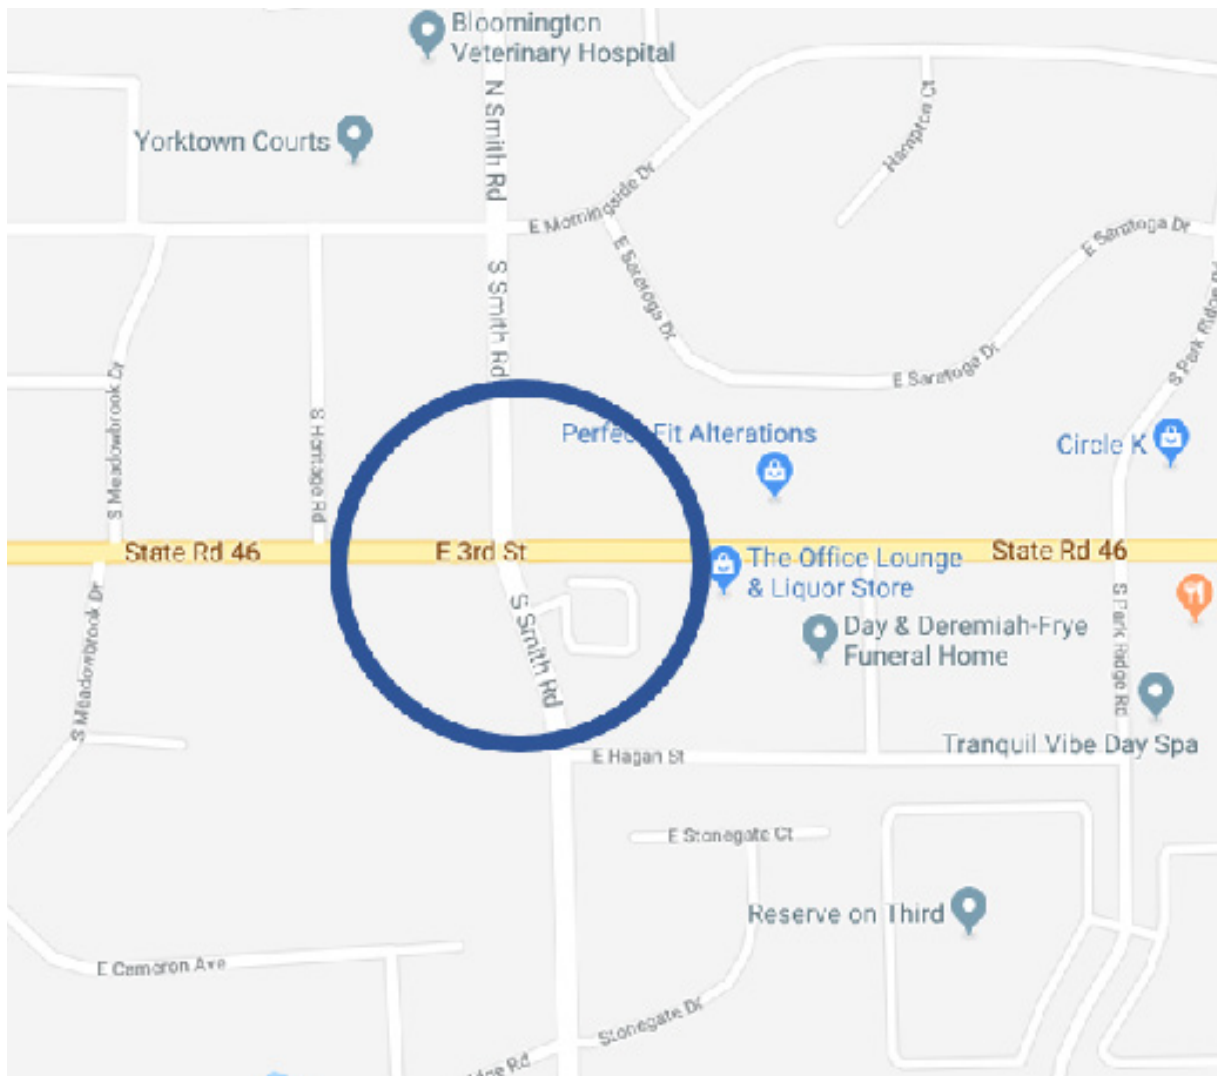 Bloomington
Veterinary Hospital
N Smith Rd
Yorktown Courts
Hampton Ct
E Morningside Dr
E Saratoga Dr
E Saratoga Dr
S Smith Rd
S Park Ridge Rd
E Saratoga Dr
S Meadowbrook Dr
S Heritage Rd
Perfect Fit Alterations
Circle K
State Rd 46
E 3rd St
State Rd 46
The Office Lounge
& Liquor Store
S Smith Rd
S Meadowbrook Dr
Day & Deremiah-Frye
Funeral Home
S Park Ridge Rd
Tranquil Vibe Day Spa
E Hagan St
E Stonegate Ct
Reserve on Third
E Cameron Ave
Stonegate Dr
Rd